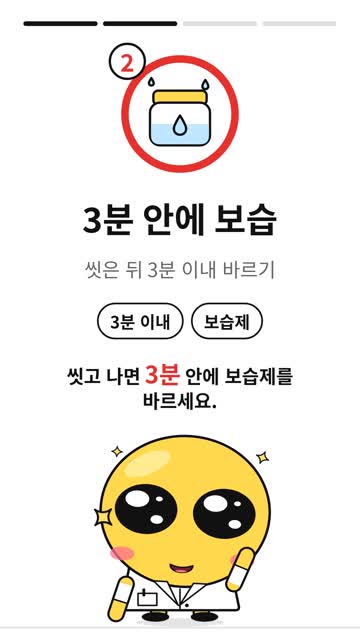 2
3분 안에 보습
씻은 뒤 3분 이내 바르기
3분 이내 보습제
씻고 나면 3분 안에 보습제를
바르세요.